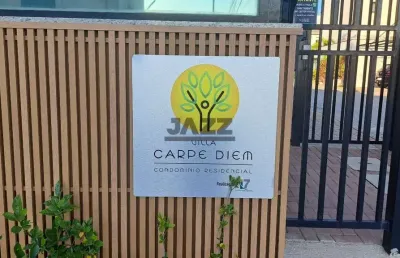 JAZZ
VILLA
CARPE DIEM
CONDOMÍNIO RESIDENCIAL